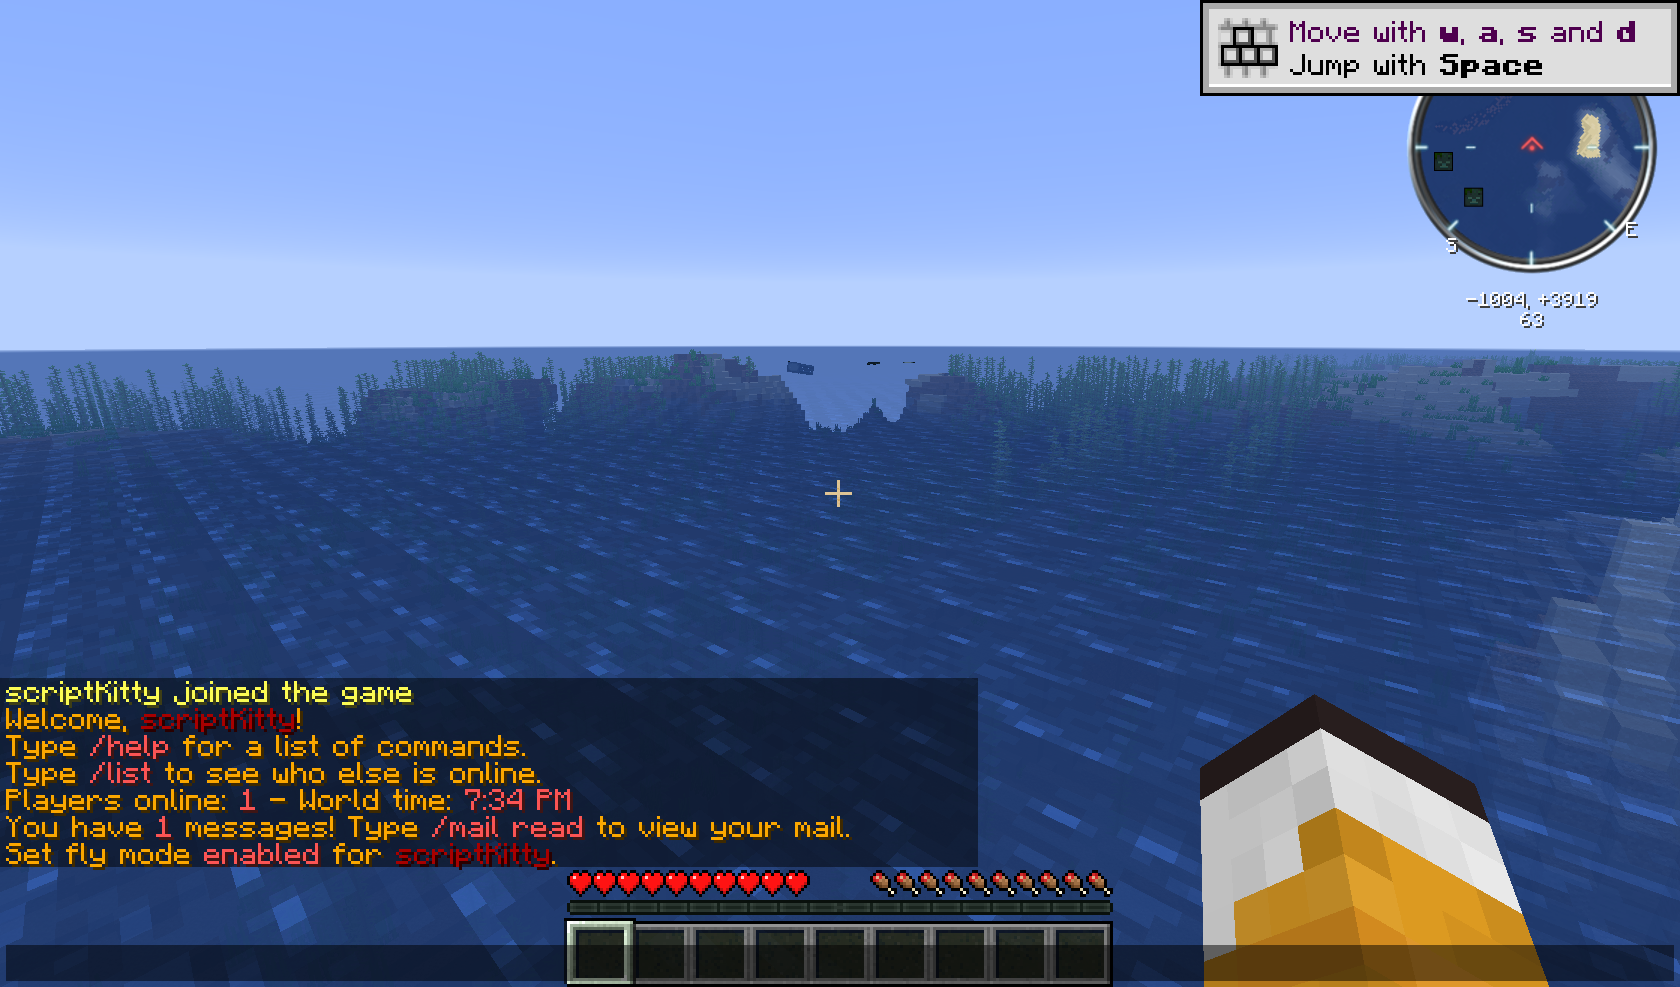 Move with w, a, s and d
Jump with Space
S
E
-1004, +3919
63
scriptKitty joined the game
Welcome, scriptKitty!
Type /help for a list of commands.
Type /list to see who else is online.
Players online: 1 - World time: 7:34 PM
You have 1 messages! Type /mail read to view your mail.
Set fly mode enabled for scriptKitty.